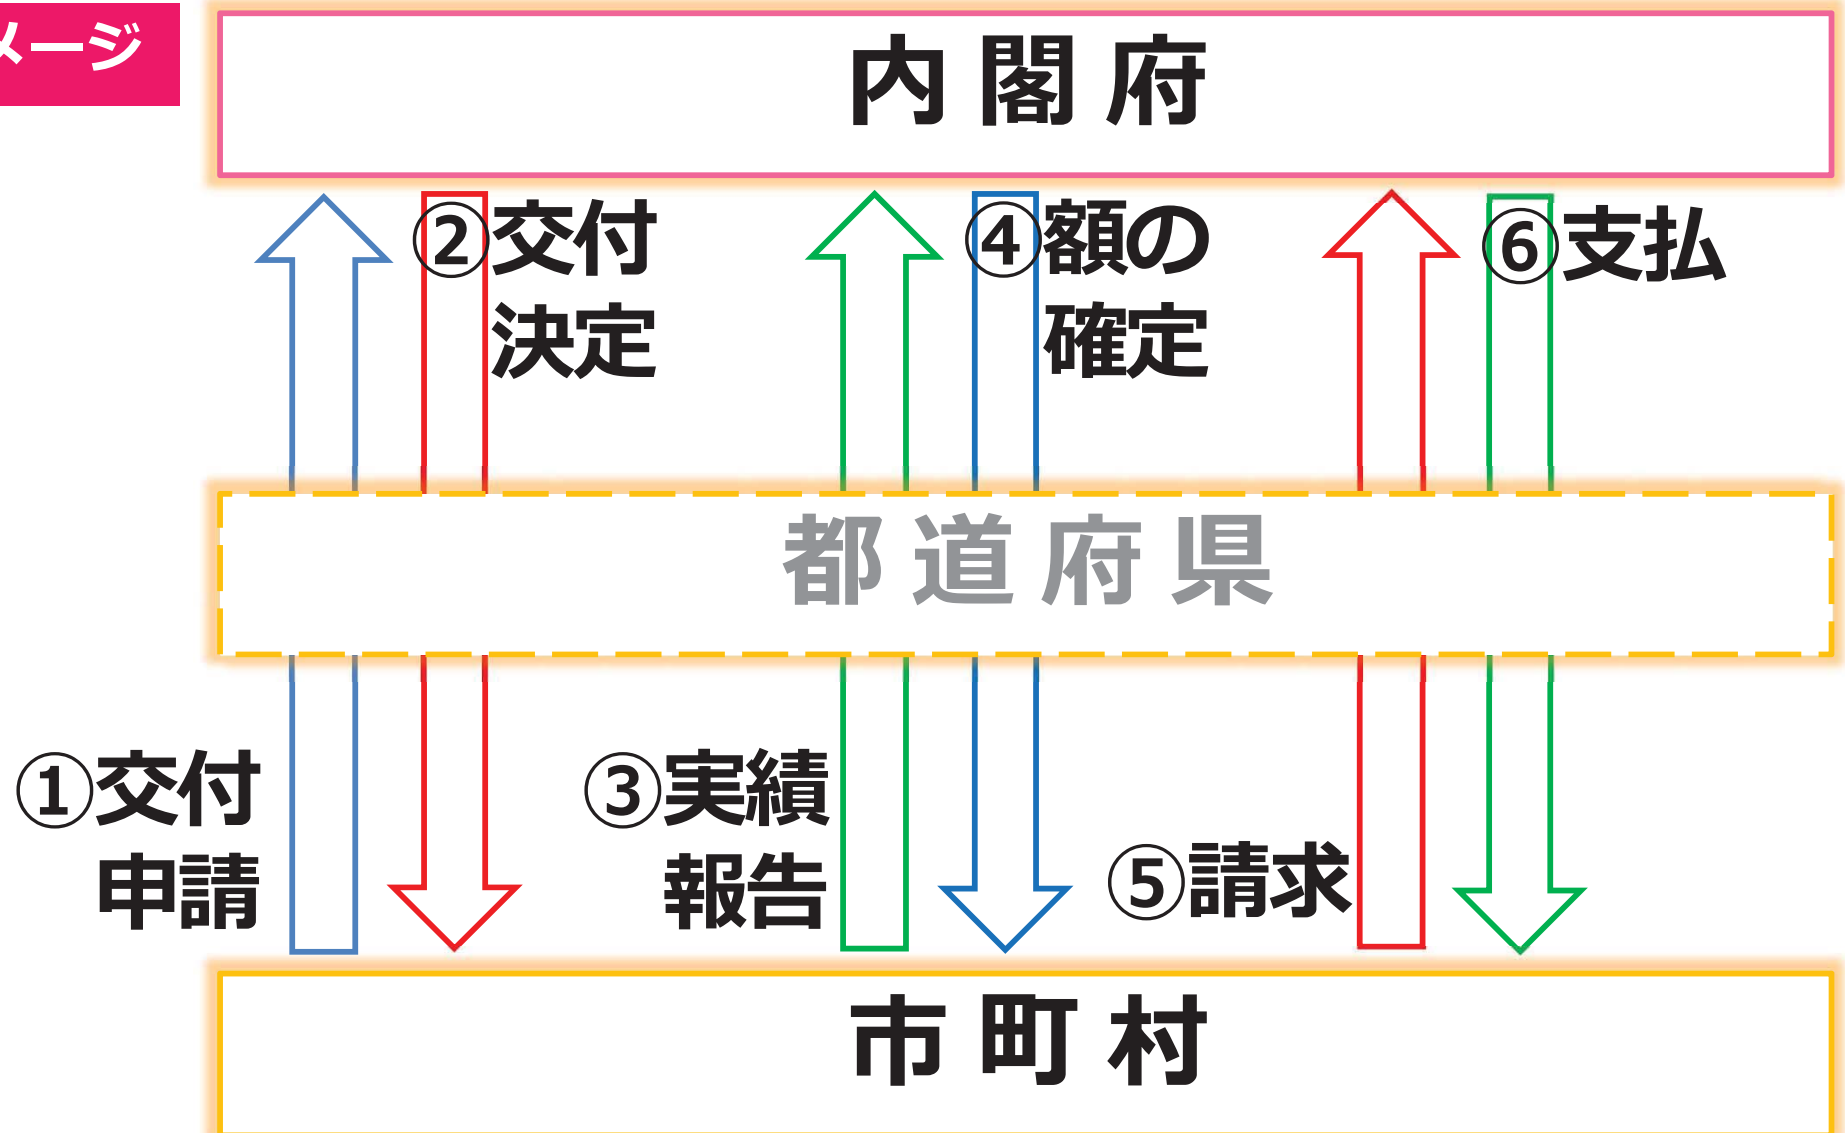 メージ
内閣府
②交付
決定
④額の
確定
⑥支払
都道府県
①交付
申請
③実績
報告
⑤請求
市町村